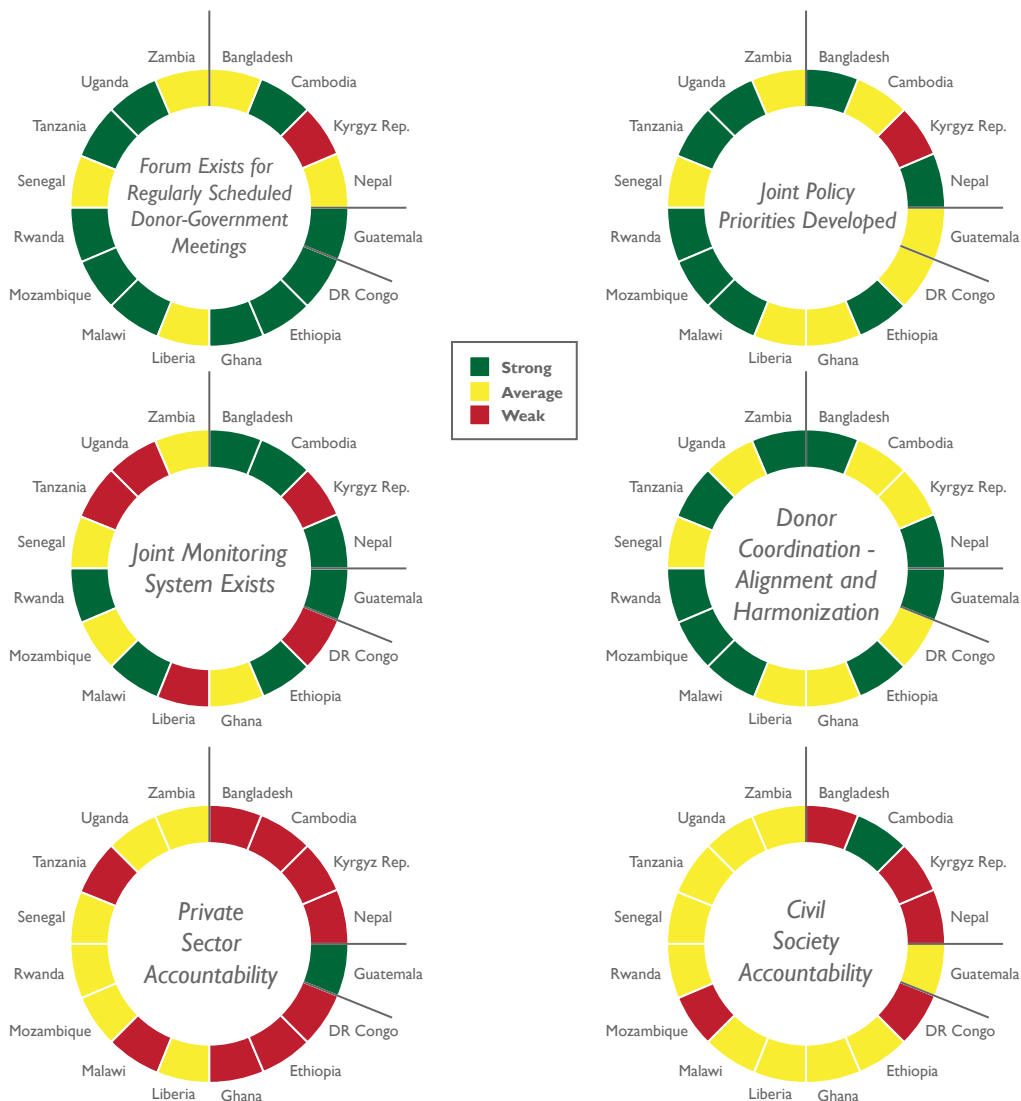 Zambia
Bangladesh
Uganda
Cambodia
Tanzania
Kyrgyz Rep.
Senegal
Nepal
Rwanda
Guatemala
Mozambique
DR Congo
Malawi
Ethiopia
Liberia
Ghana
Forum Exists for
Regularly Scheduled
Donor-Government
Meetings
Zambia
Bangladesh
Uganda
Cambodia
Tanzania
Kyrgyz Rep.
Senegal
Nepal
Rwanda
Guatemala
Mozambique
DR Congo
Malawi
Ethiopia
Liberia
Ghana
Joint Policy
Priorities Developed
Strong
Average
Weak
Zambia
Bangladesh
Uganda
Cambodia
Tanzania
Kyrgyz Rep.
Senegal
Nepal
Rwanda
Guatemala
Mozambique
DR Congo
Malawi
Ethiopia
Liberia
Ghana
Joint Monitoring
System Exists
Zambia
Bangladesh
Uganda
Cambodia
Tanzania
Kyrgyz Rep.
Senegal
Nepal
Rwanda
Guatemala
Mozambique
DR Congo
Malawi
Ethiopia
Liberia
Ghana
Donor
Coordination -
Alignment and
Harmonization
Zambia
Bangladesh
Uganda
Cambodia
Tanzania
Kyrgyz Rep.
Senegal
Nepal
Rwanda
Guatemala
Mozambique
DR Congo
Malawi
Ethiopia
Liberia
Ghana
Private
Sector
Accountability
Zambia
Bangladesh
Uganda
Cambodia
Tanzania
Kyrgyz Rep.
Senegal
Nepal
Rwanda
Guatemala
Mozambique
DR Congo
Malawi
Ethiopia
Liberia
Ghana
Civil
Society
Accountability